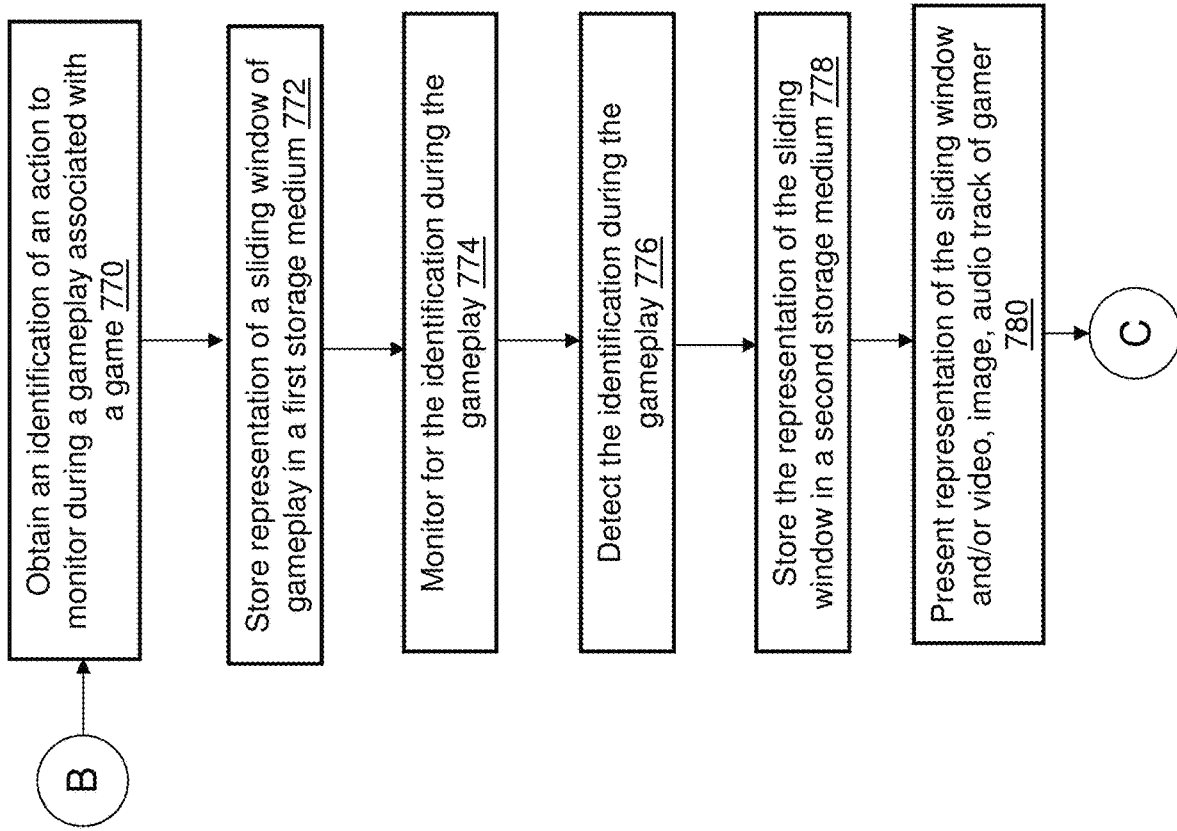 B
Obtain an identification of an action to
monitor during a gameplay associated with
a game 770
Store representation of a sliding window of
gameplay in a first storage medium 772
Monitor for the identification during the
gameplay 774
Detect the identification during the
gameplay 776
Store the representation of the sliding
window in a second storage medium 778
Present representation of the sliding window
and/or video, image, audio track of gamer
780
C